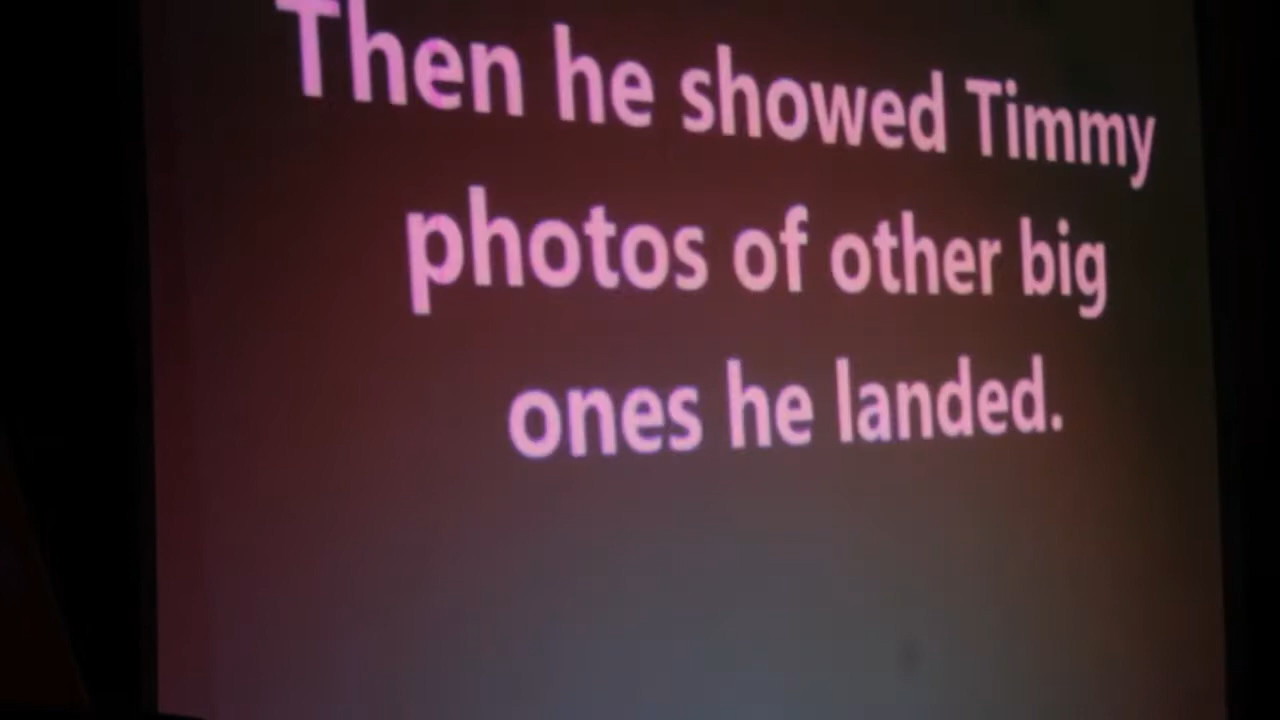 Then he showed Timmy
photos of other big
ones he landed.